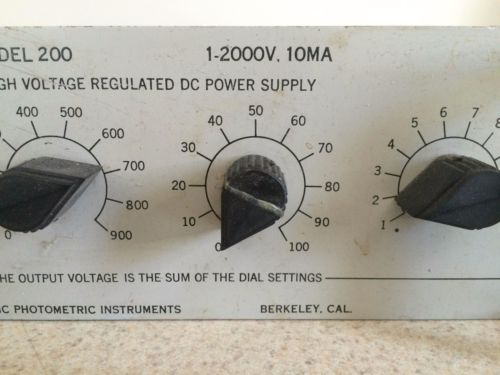 DEL 200 1-2000V, 10MA
GH VOLTAGE REGULATED DC POWER SUPPLY
400 500 600 700 800 900 0
0 10 20 30 40 50 60 70 80 90 100
1 2 3 4 5 6 7 8
HE OUTPUT VOLTAGE IS THE SUM OF THE DIAL SETTINGS
C PHOTOMETRIC INSTRUMENTS BERKELEY, CAL.